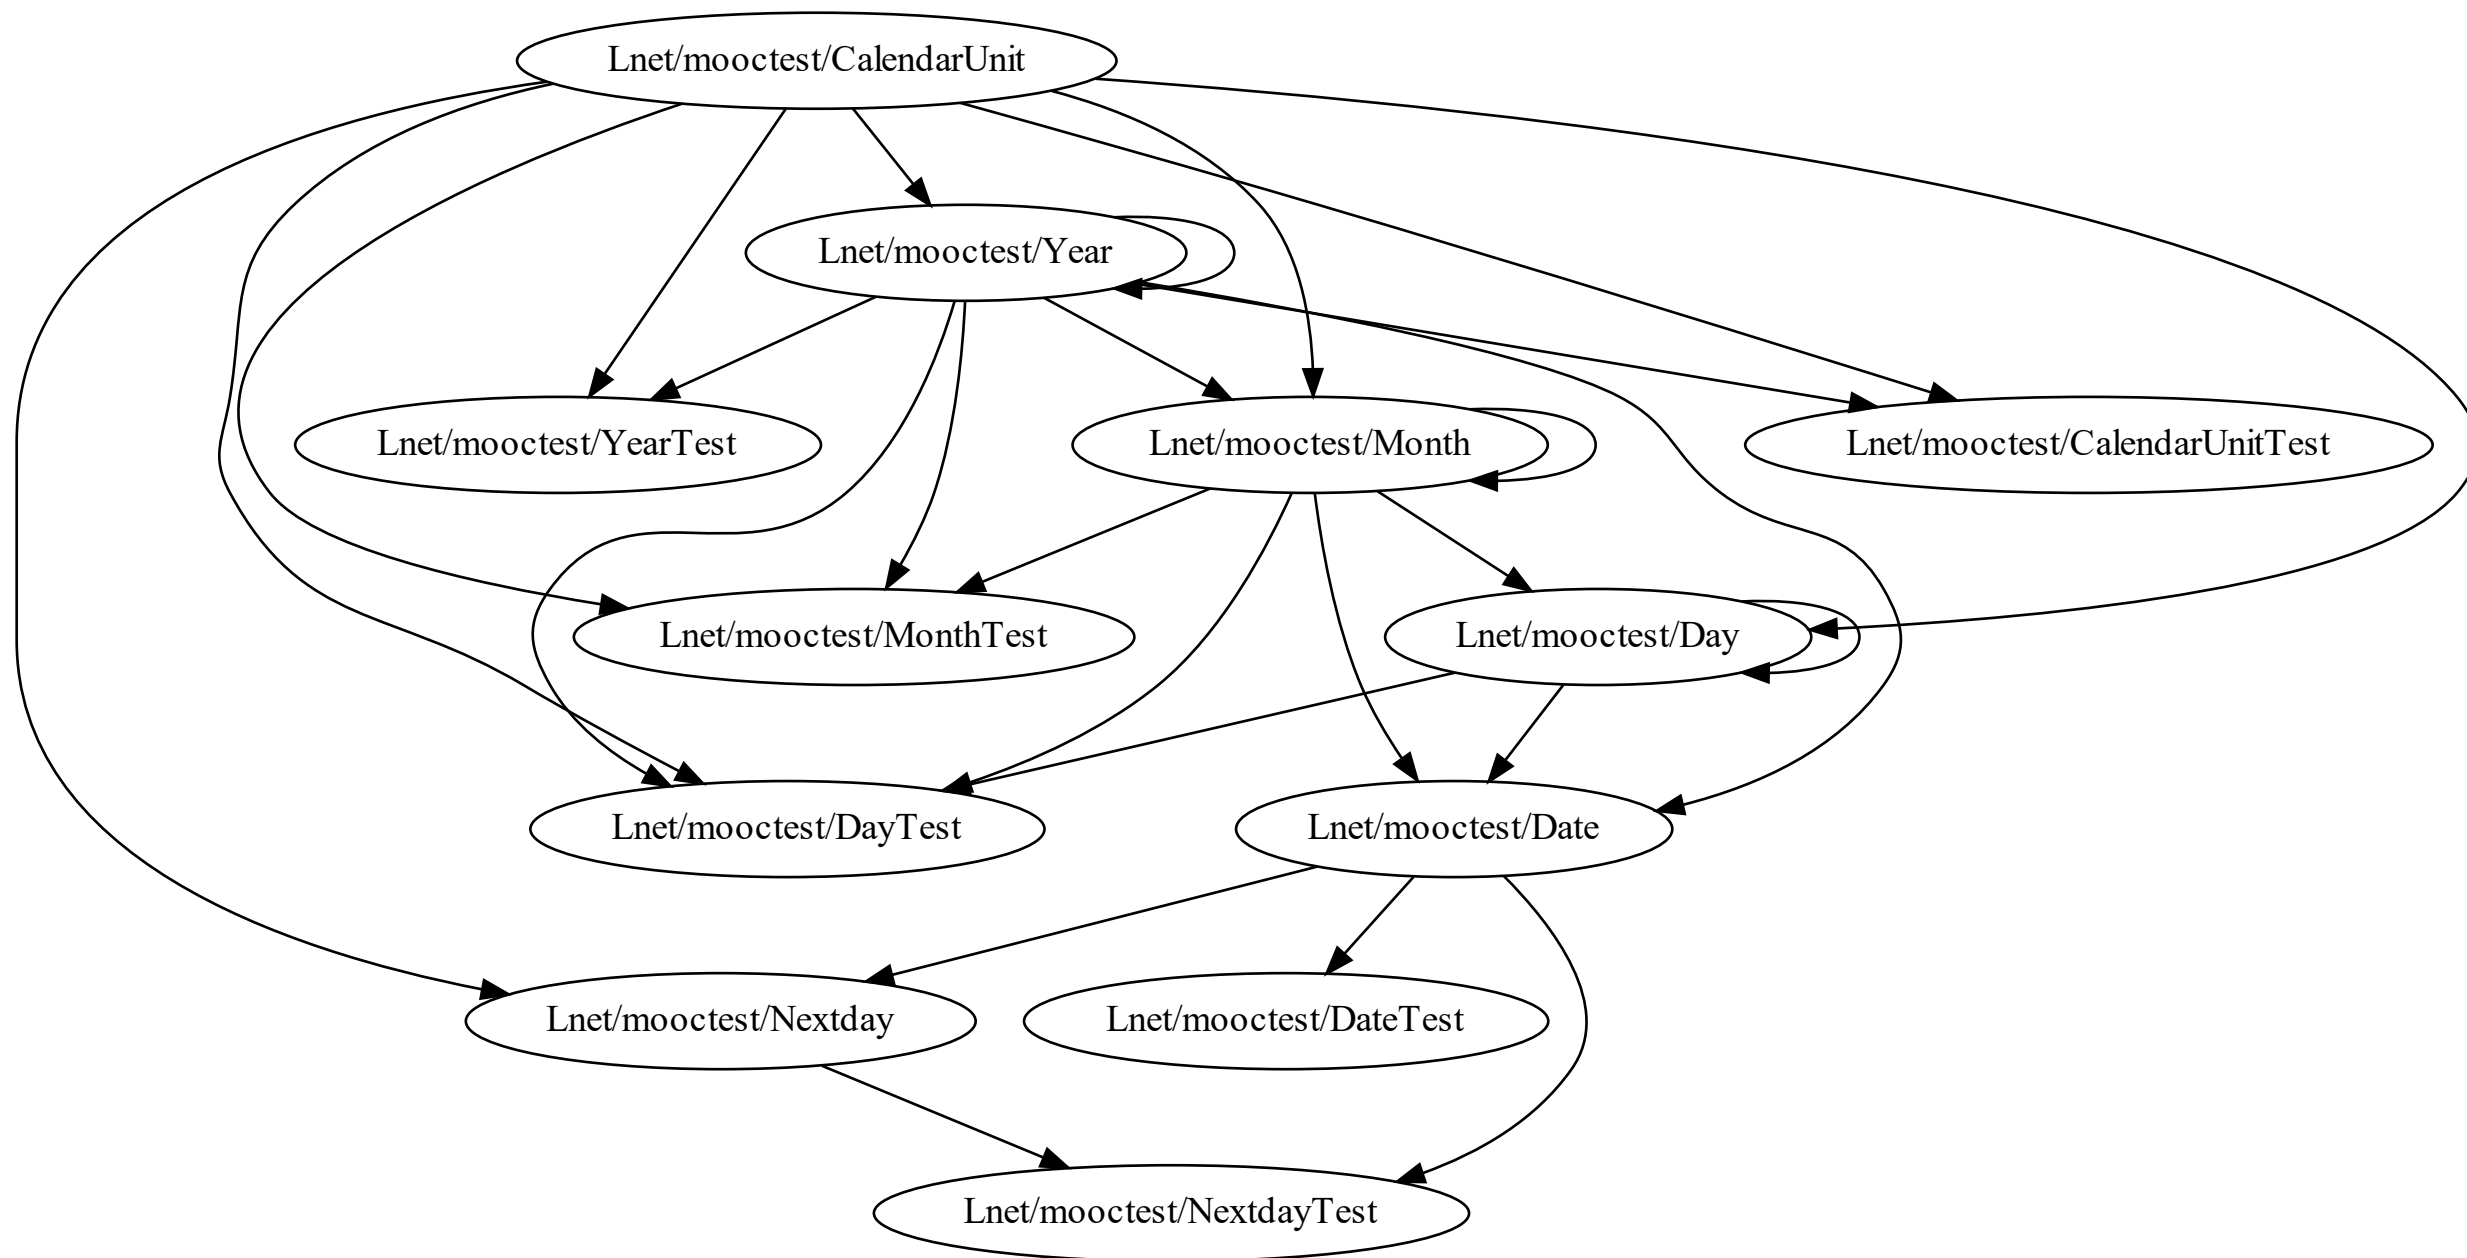 Lnet/mooctest/CalendarUnit
Lnet/mooctest/Year
Lnet/mooctest/YearTest
Lnet/mooctest/Month
Lnet/mooctest/CalendarUnitTest
Lnet/mooctest/MonthTest
Lnet/mooctest/Day
Lnet/mooctest/DayTest
Lnet/mooctest/Date
Lnet/mooctest/Nextday
Lnet/mooctest/DateTest
Lnet/mooctest/NextdayTest